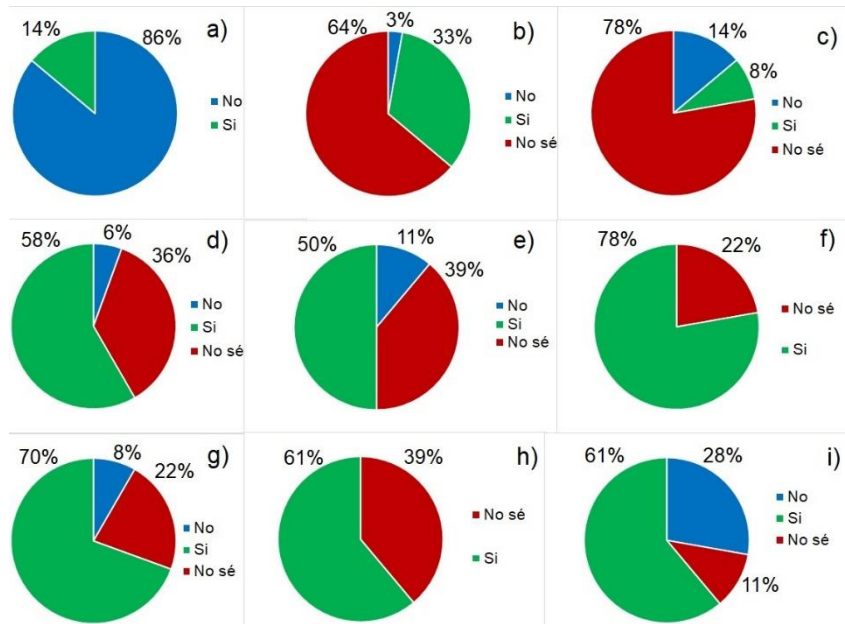 a)
14%
86%
No
Si
b)
64%
3%
33%
No
Si
No sé
c)
78%
14%
8%
No
Si
No sé
d)
58%
6%
36%
No
Si
No sé
e)
50%
11%
39%
No
Si
No sé
f)
78%
22%
No sé
Si
g)
70%
8%
22%
No
Si
No sé
h)
61%
39%
No sé
Si
i)
61%
28%
No
Si
No sé
11%